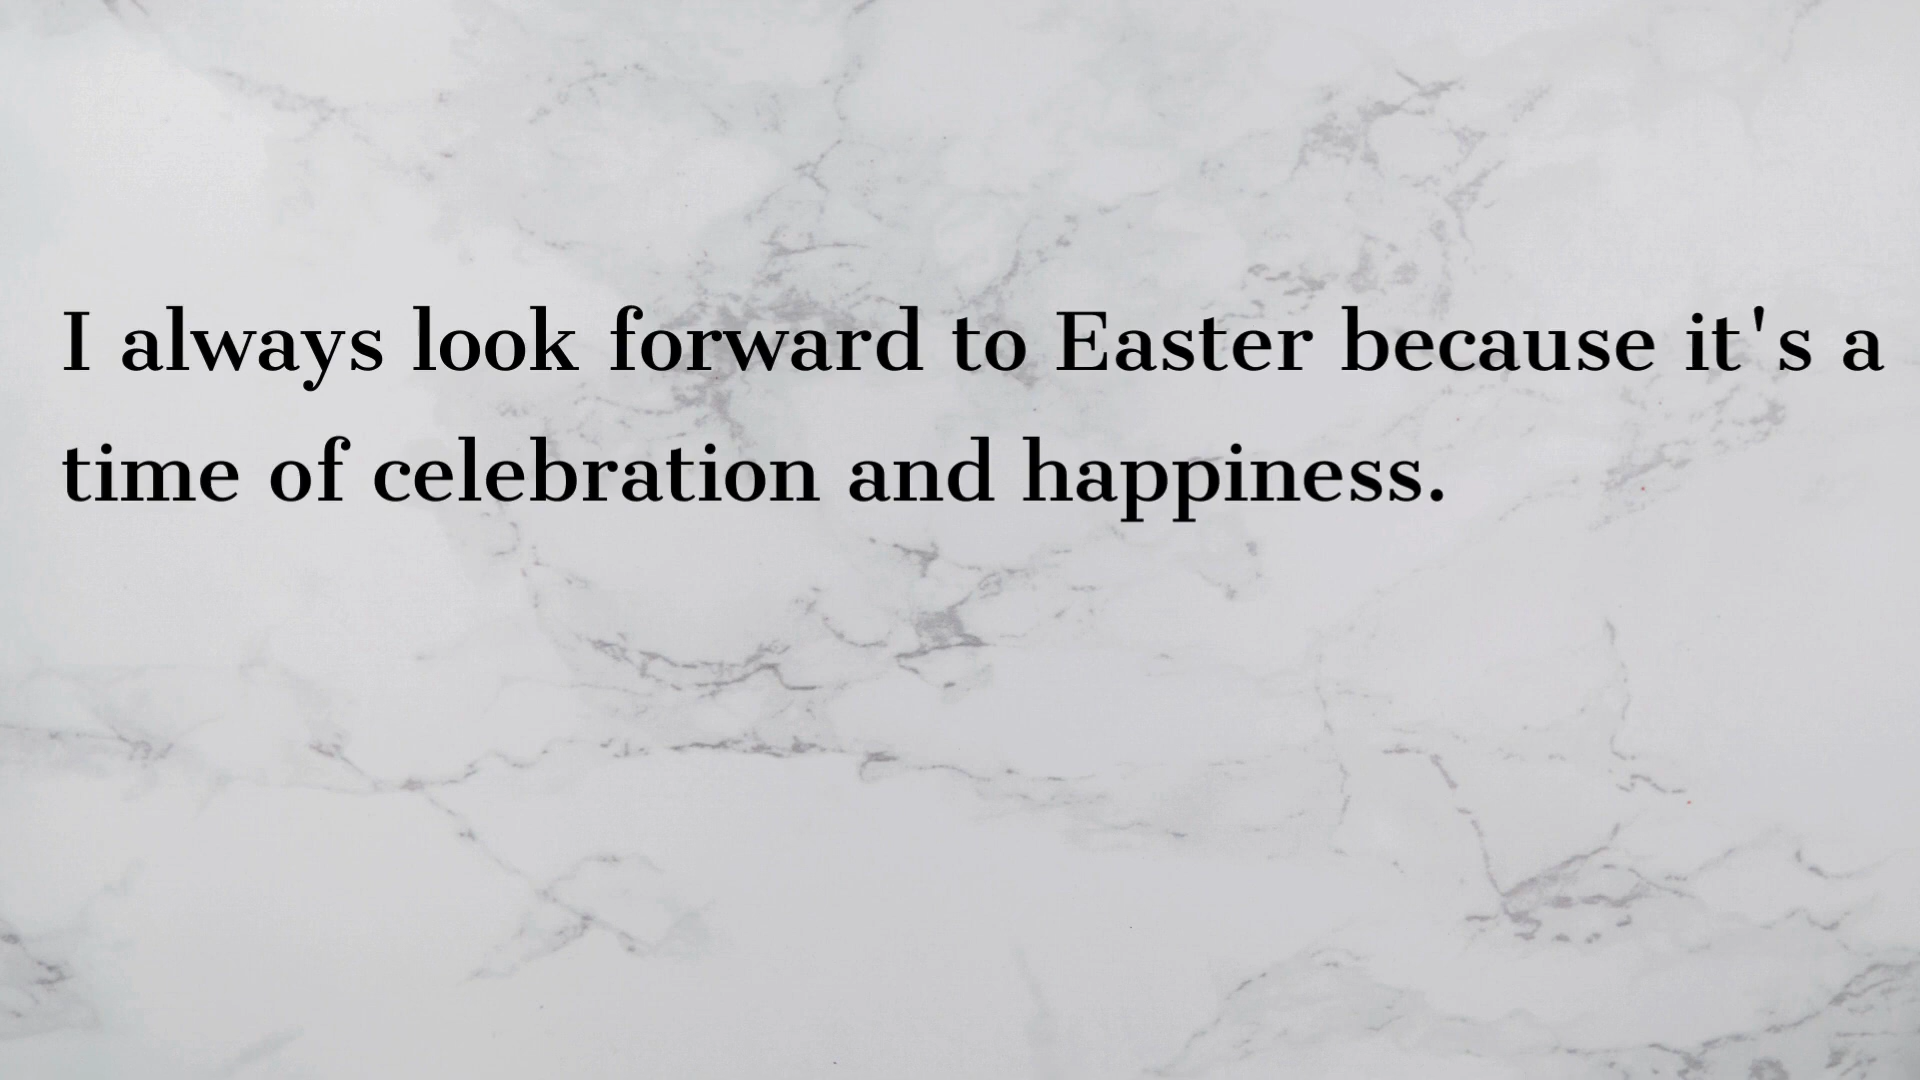 I always look forward to Easter because it's a
time of celebration and happiness.